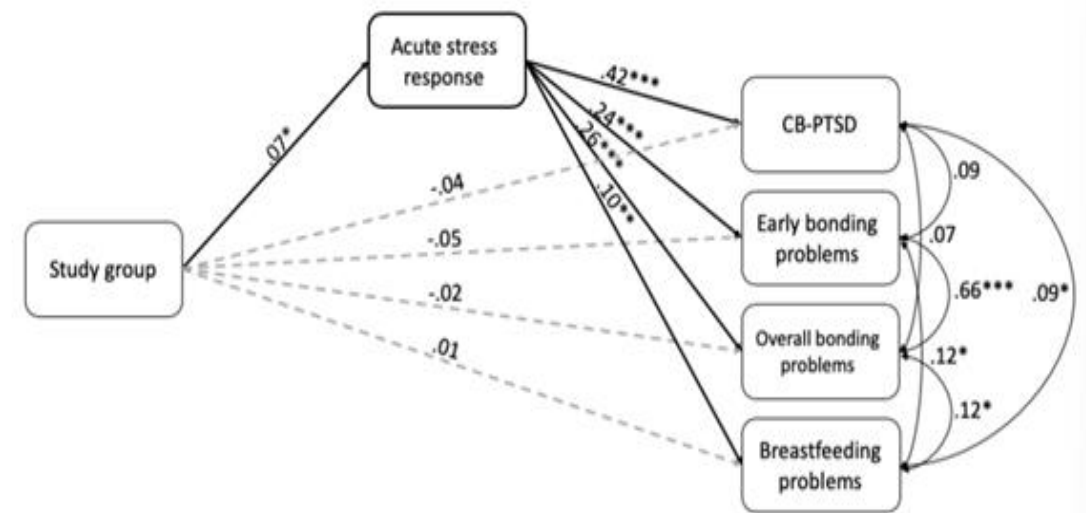 Acute stress
response
.42***
.24***
.26***
.10**
.07*
CB-PTSD
.09
-.04
Early bonding
problems
.07
-.05
Study group
.66***
.09*
-.02
Overall bonding
problems
.12*
.01
.12*
Breastfeeding
problems